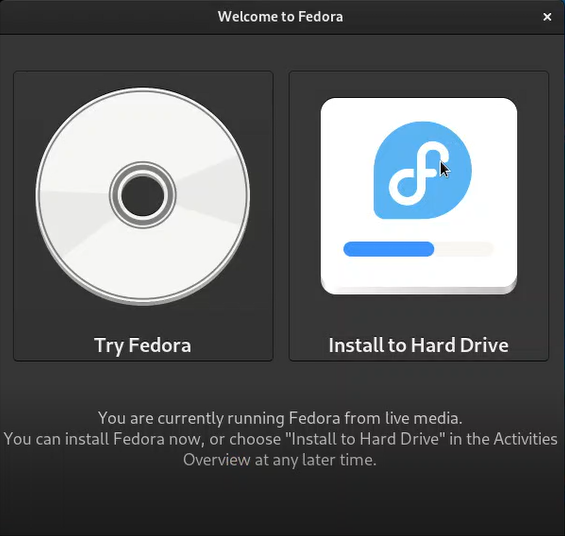 Welcome to Fedora
Try Fedora
Install to Hard Drive
You are currently running Fedora from live media.
You can install Fedora now, or choose "Install to Hard Drive" in the Activities
Overview at any later time.